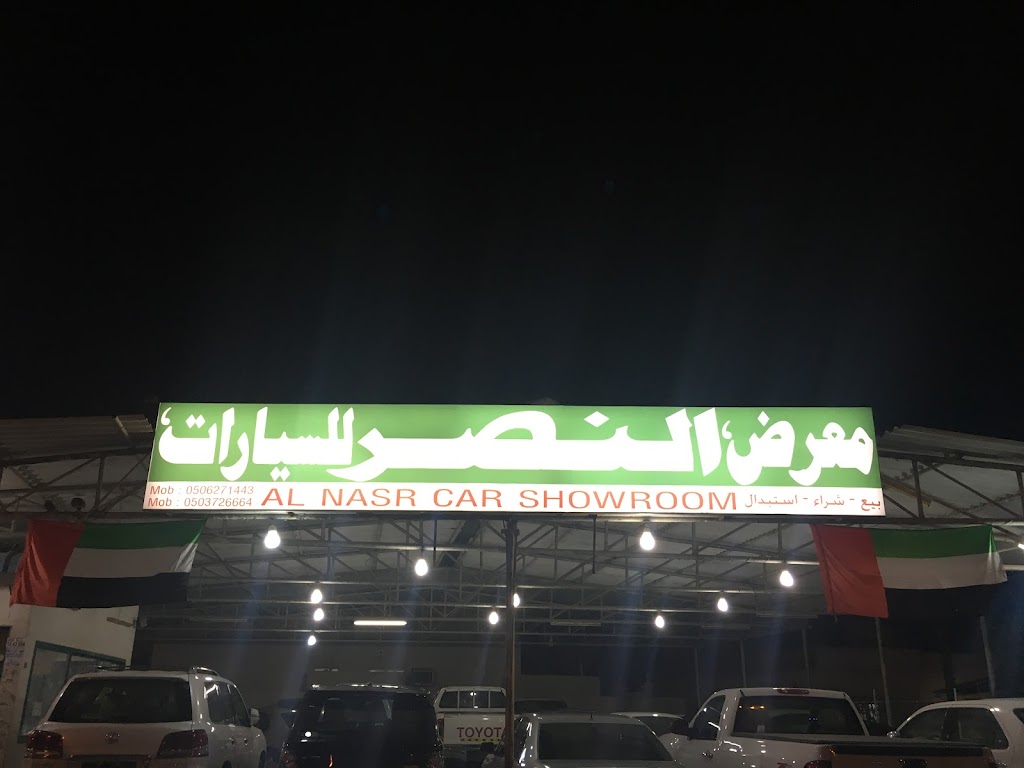 معرض النصر للسيارات
Mob : 0506271443
Mob : 0503726664
AL NASR CAR SHOWROOM
بيع - شراء - استبدال
TOYOTA